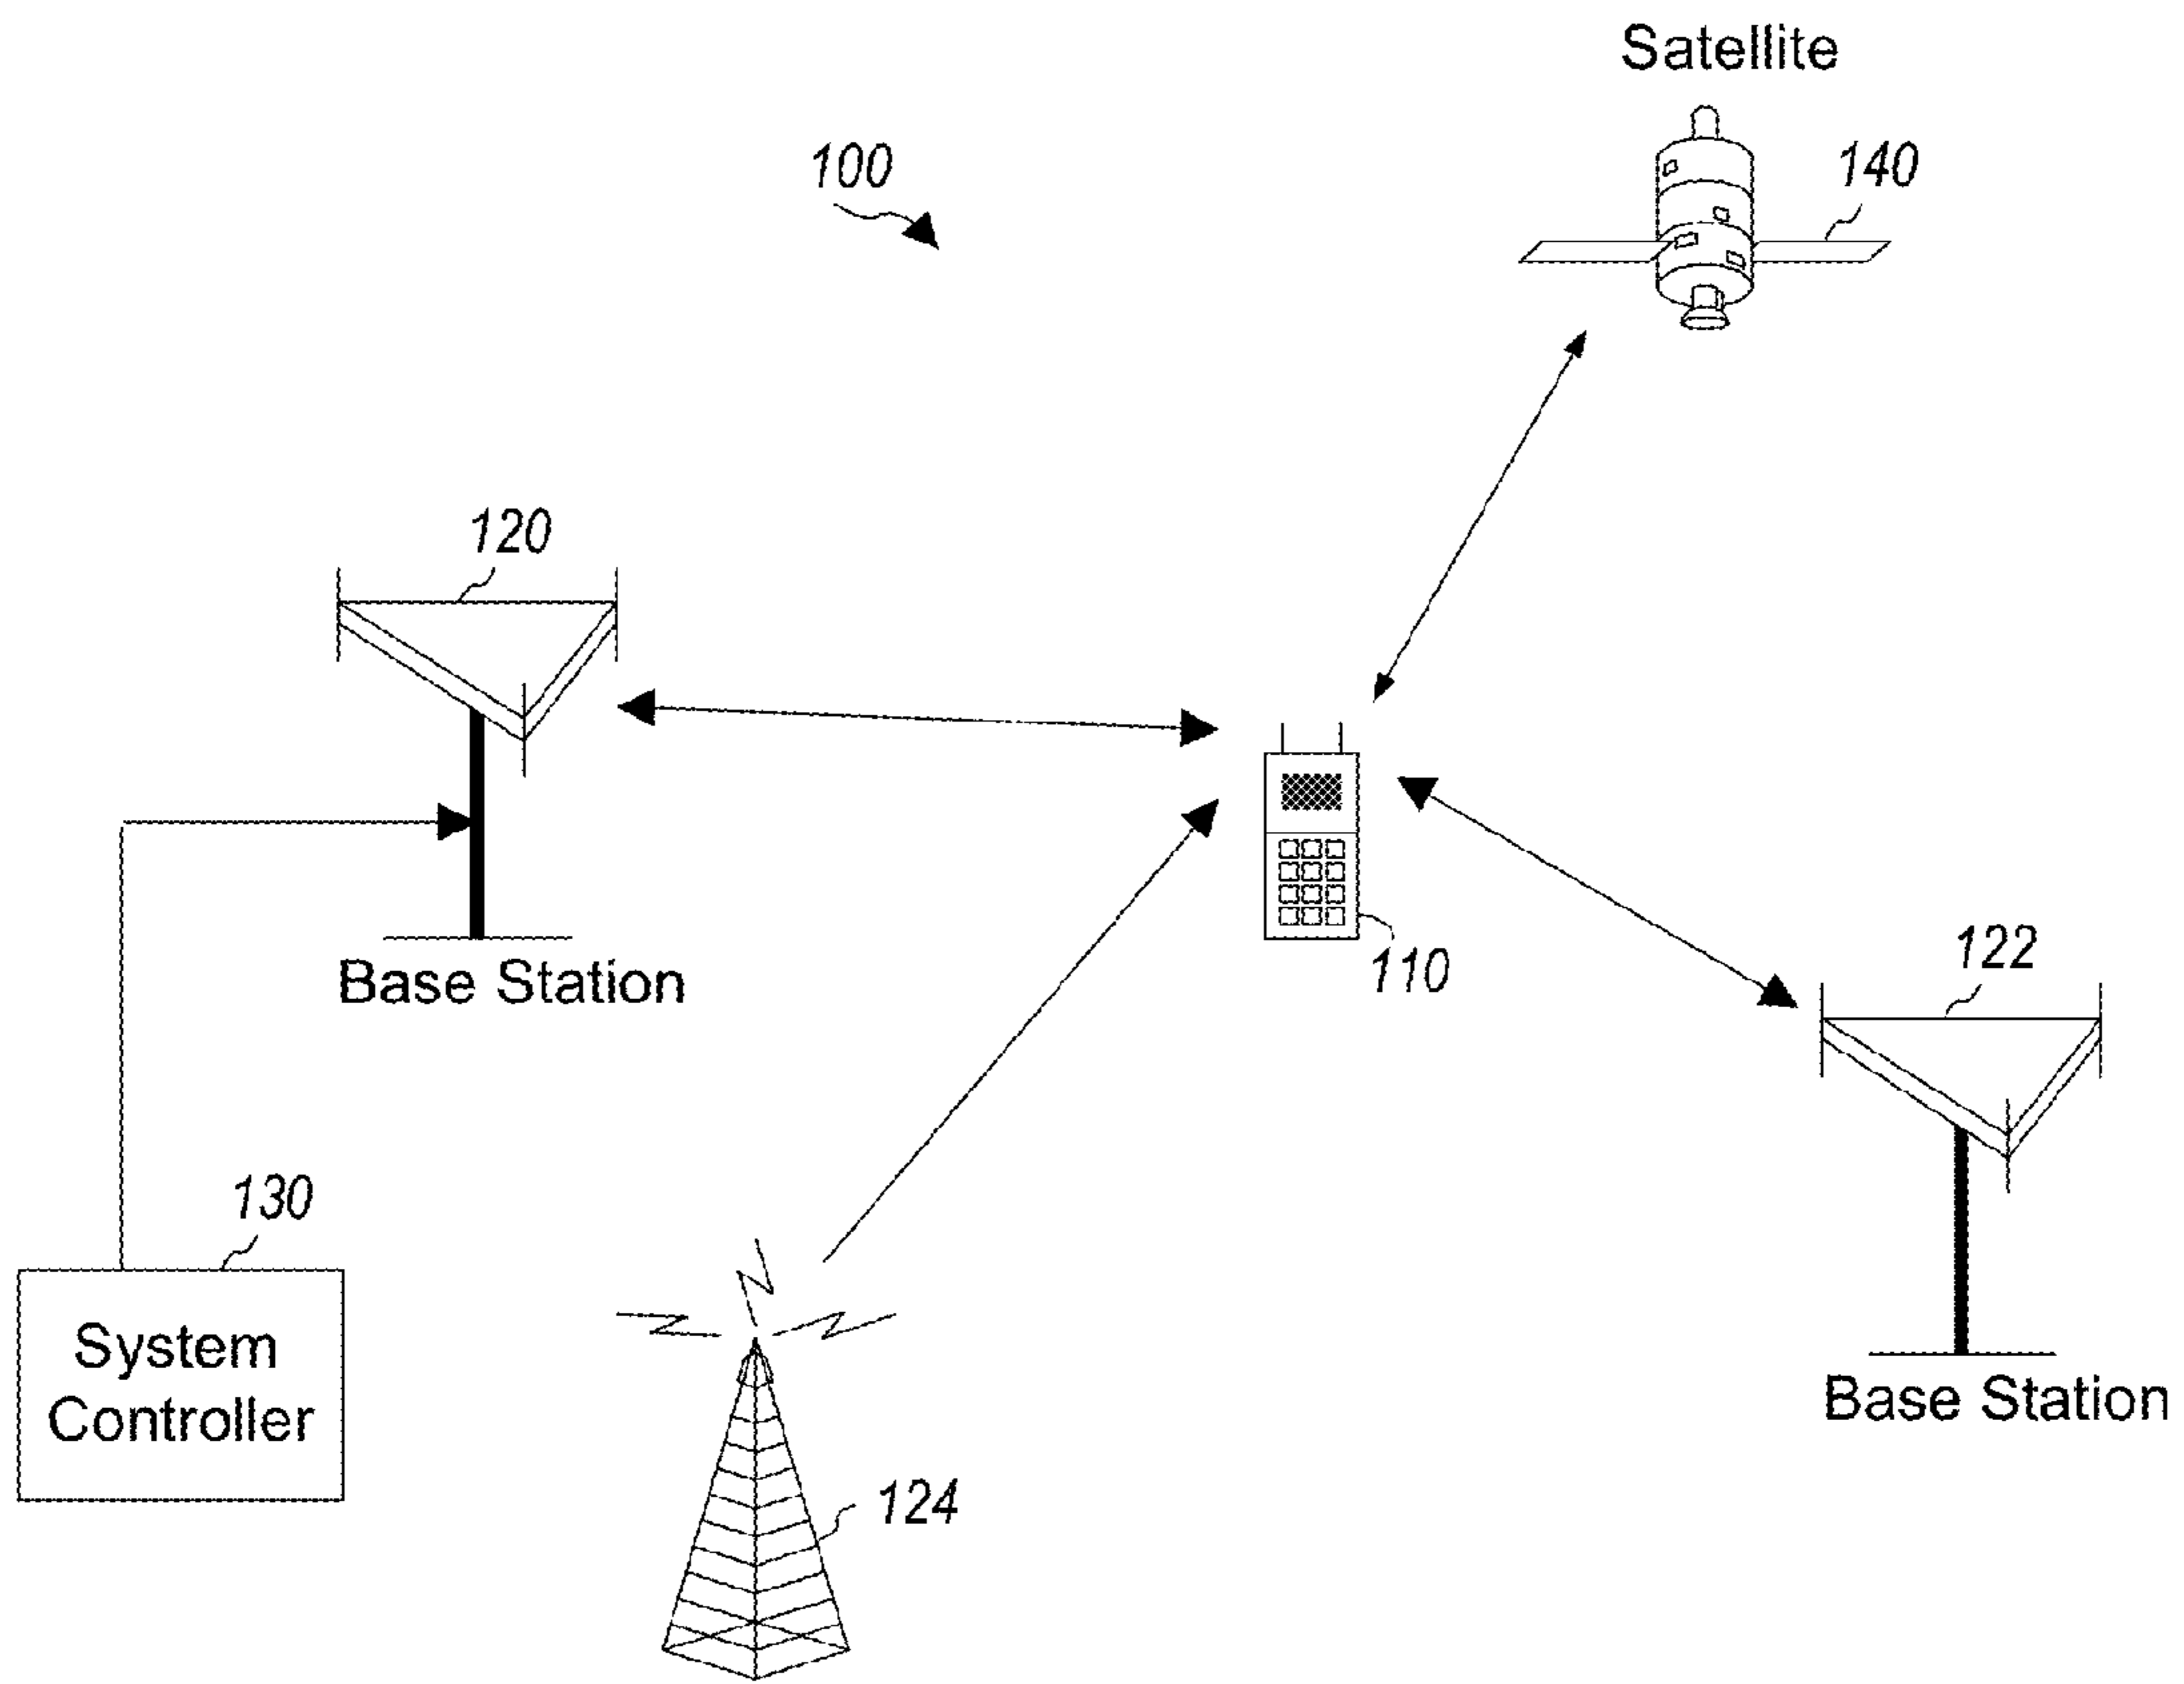 Satellite
100
140
120
Base Station
110
122
130
System
Controller
Base Station
124